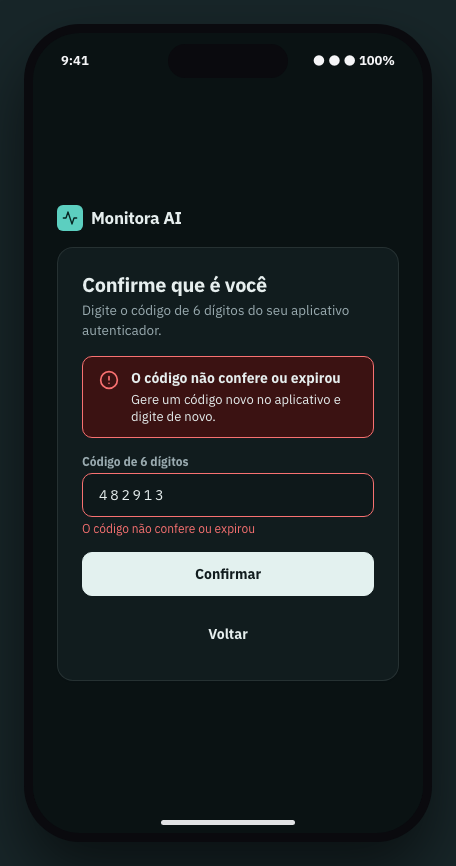 9:41
100%
Monitora AI
Confirme que é você
Digite o código de 6 dígitos do seu aplicativo
autenticador.
O código não confere ou expirou
Gere um código novo no aplicativo e
digite de novo.
Código de 6 dígitos
482913
O código não confere ou expirou
Confirmar
Voltar